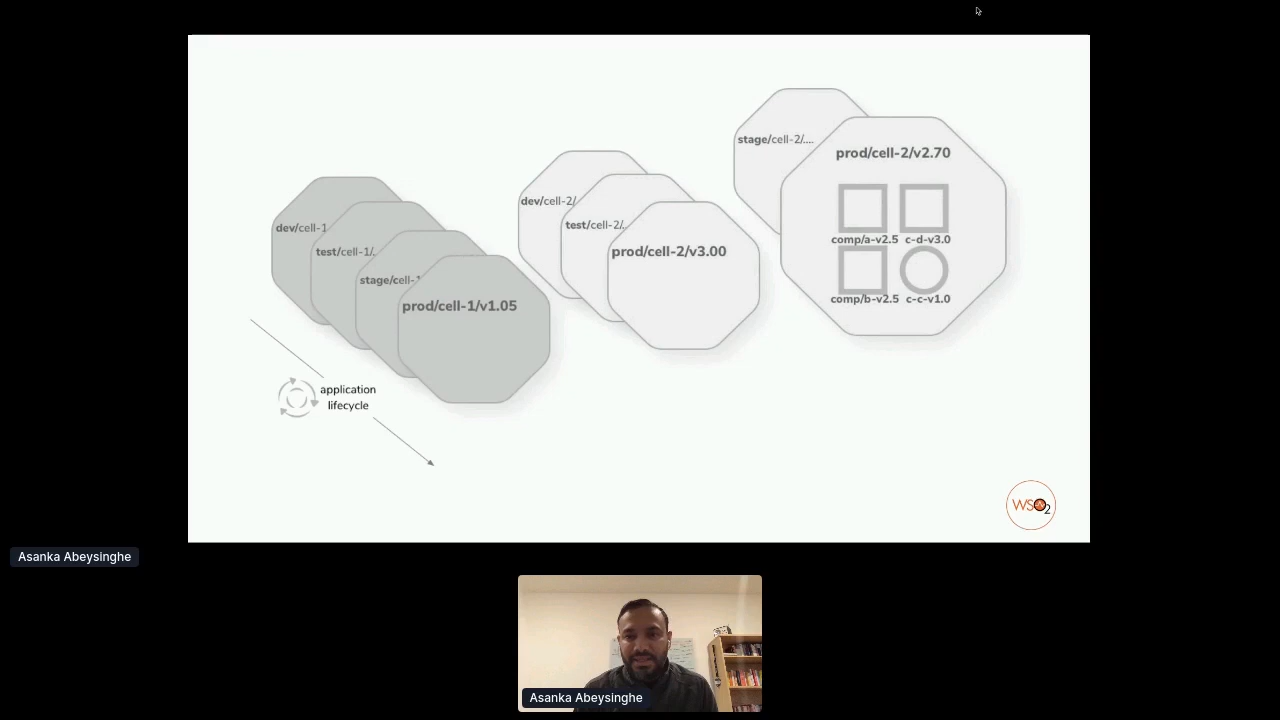 stage/cell-2/....
prod/cell-2/v2.70
comp/a-v2.5 c-d-v3.0
comp/b-v2.5 c-c-v1.0
dev/cell-2/
test/cell-2/..
prod/cell-2/v3.00
dev/cell-1
test/cell-1/..
stage/cell-1
prod/cell-1/v1.05
application
lifecycle
WSO2
Asanka Abeysinghe
Asanka Abeysinghe